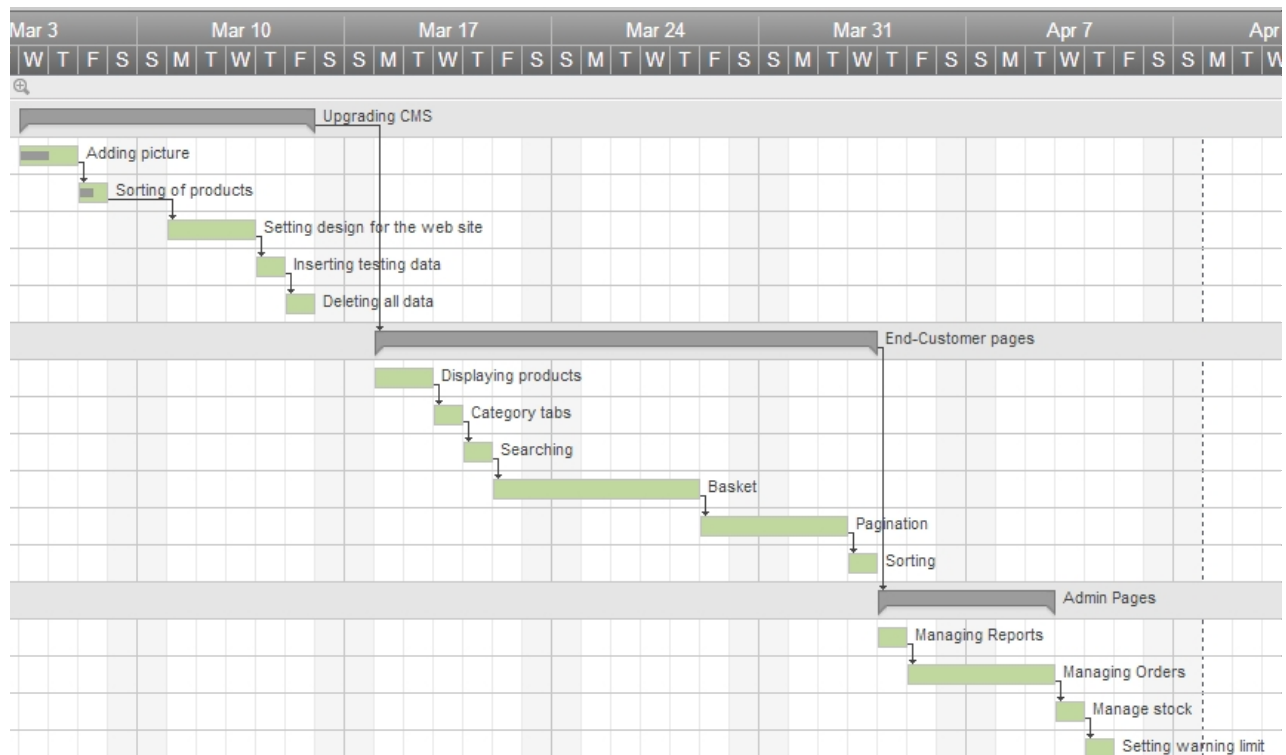 Mar 3 Mar 10 Mar 17 Mar 24 Mar 31 Apr 7 Apr
W T F S S M T W T F S S M T W T F S S M T W T F S S M T W T F S S M T W T F S S M T W
Upgrading CMS
Adding picture
Sorting of products
Setting design for the web site
Inserting testing data
Deleting all data
End-Customer pages
Displaying products
Category tabs
Searching
Basket
Pagination
Sorting
Admin Pages
Managing Reports
Managing Orders
Manage stock
Setting warning limit